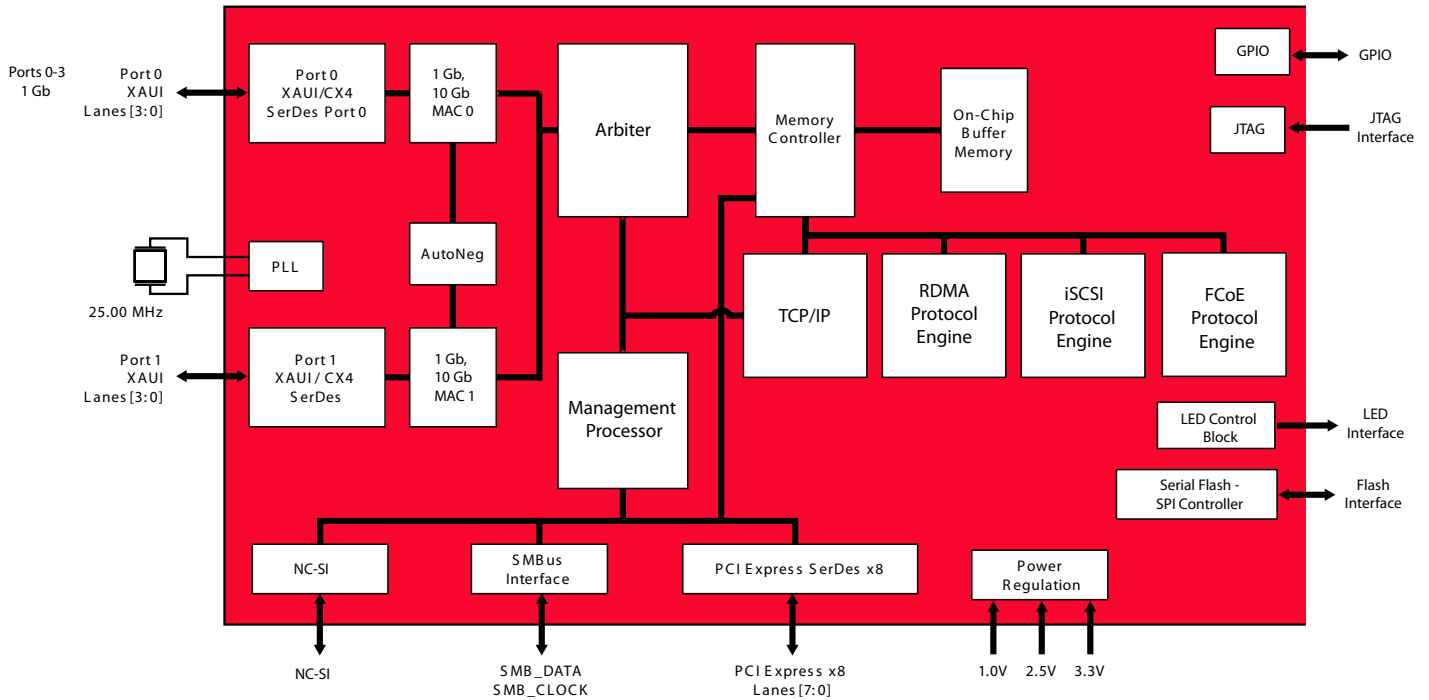 Ports 0-3
1 Gb
Port 0
XAUI
Lanes [3:0]
Port 0
XAUI/CX4
SerDes Port 0
1 Gb,
10 Gb
MAC 0
Arbiter
Memory
Controller
On-Chip
Buffer
Memory
GPIO
GPIO
JTAG
JTAG
Interface
PLL
25.00 MHz
AutoNeg
TCP/IP
RDMA
Protocol
Engine
iSCSI
Protocol
Engine
FCoE
Protocol
Engine
Port 1
XAUI
Lanes [3:0]
Port 1
XAUI / CX4
SerDes
1 Gb,
10 Gb
MAC 1
Management
Processor
LED Control
Block
LED
Interface
Serial Flash -
SPI Controller
Flash
Interface
NC-SI
SMBus
Interface
PCI Express SerDes x8
Power
Regulation
NC-SI
SMB_DATA
SMB_CLOCK
PCI Express x8
Lanes [7:0]
1.0V
2.5V
3.3V